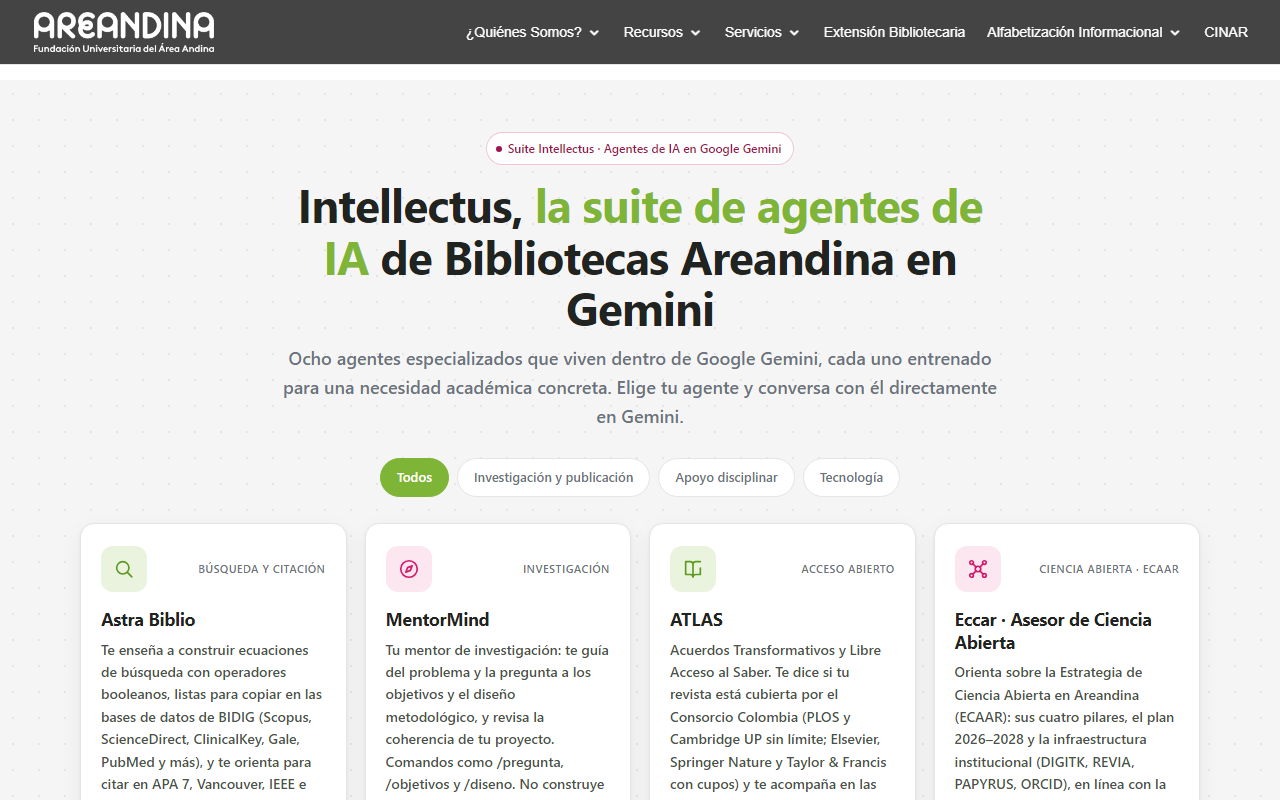 AREANDINA
Fundación Universitaria del Área Andina
¿Quiénes Somos?
Recursos
Servicios
Extensión Bibliotecaria
Alfabetización Informacional
CINAR
Suite Intellectus · Agentes de IA en Google Gemini
Intellectus, la suite de agentes de
IA de Bibliotecas Areandina en
Gemini
Ocho agentes especializados que viven dentro de Google Gemini, cada uno entrenado
para una necesidad académica concreta. Elige tu agente y conversa con él directamente
en Gemini.
Todos
Investigación y publicación
Apoyo disciplinar
Tecnología
BÚSQUEDA Y CITACIÓN
Astra Biblio
Te enseña a construir ecuaciones
de búsqueda con operadores
booleanos, listas para copiar en las
bases de datos de BIDIG (Scopus,
ScienceDirect, ClinicalKey, Gale,
PubMed y más), y te orienta para
citar en APA 7, Vancouver, IEEE e
INVESTIGACIÓN
MentorMind
Tu mentor de investigación: te guía
del problema y la pregunta a los
objetivos y el diseño
metodológico, y revisa la
coherencia de tu proyecto.
Comandos como /pregunta,
/objetivos y /diseno. No construye
ACCESO ABIERTO
ATLAS
Acuerdos Transformativos y Libre
Acceso al Saber. Te dice si tu
revista está cubierta por el
Consorcio Colombia (PLOS y
Cambridge UP sin límite; Elsevier,
Springer Nature y Taylor & Francis
con cupos) y te acompaña en las
CIENCIA ABIERTA · ECAAR
Eccar · Asesor de Ciencia
Abierta
Orienta sobre la Estrategia de
Ciencia Abierta en Areandina
(ECAAR): sus cuatro pilares, el plan
2026–2028 y la infraestructura
institucional (DIGITK, REVIA,
PAPYRUS, ORCID), en línea con la